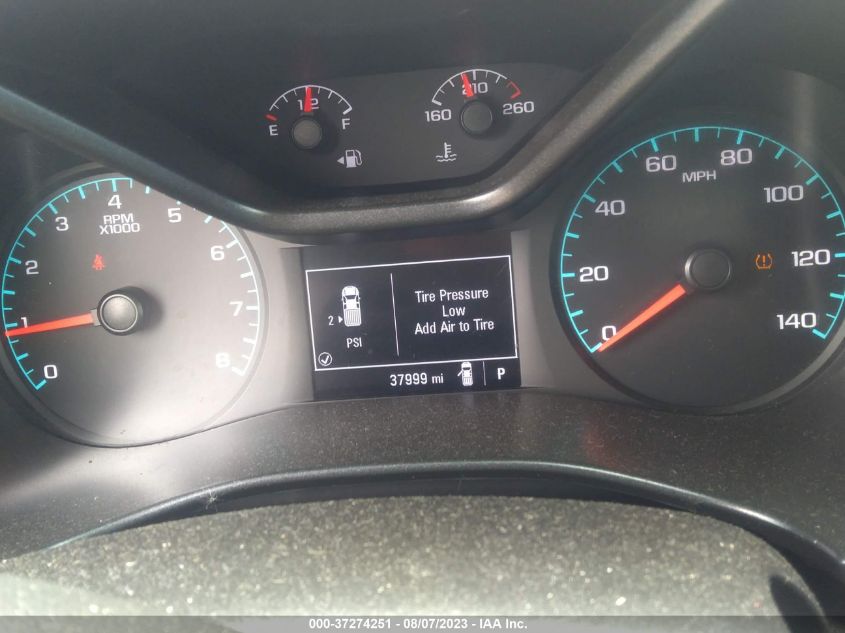 E 1/2 F
160 210 260
0 1 2 3 4 5 6 7 8
RPM
X1000
0 20 40 60 80 100 120 140
MPH
2
PSI
Tire Pressure
Low
Add Air to Tire
37999 mi
P
000-37274251 - 08/07/2023 - IAA Inc.